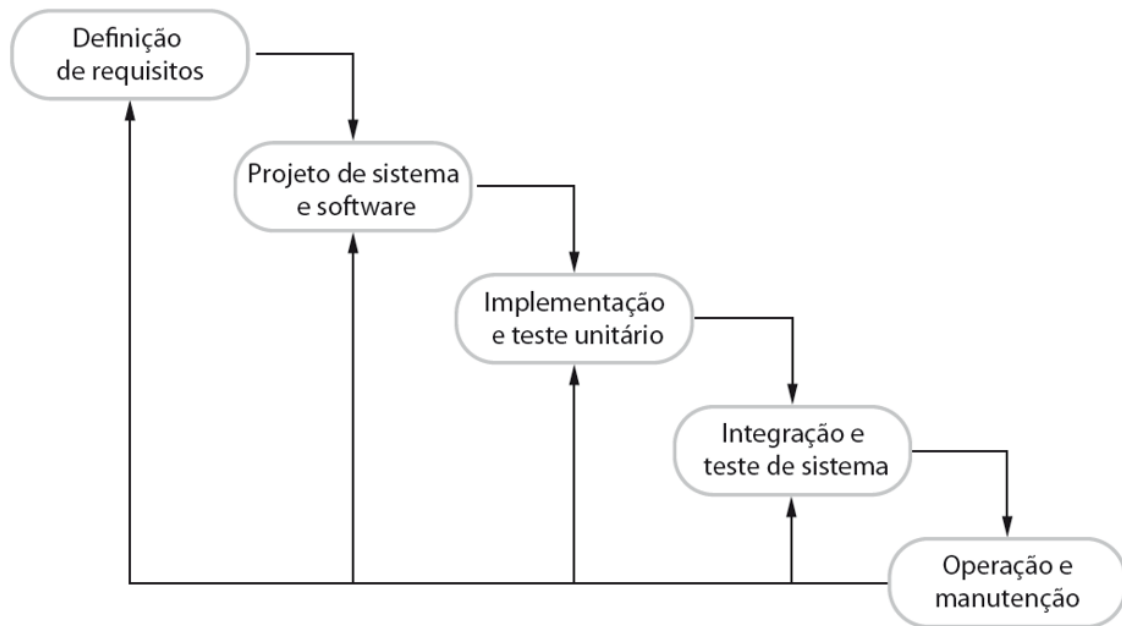 Definição
de requisitos
Projeto de sistema
e software
Implementação
e teste unitário
Integração e
teste de sistema
Operação e
manutenção